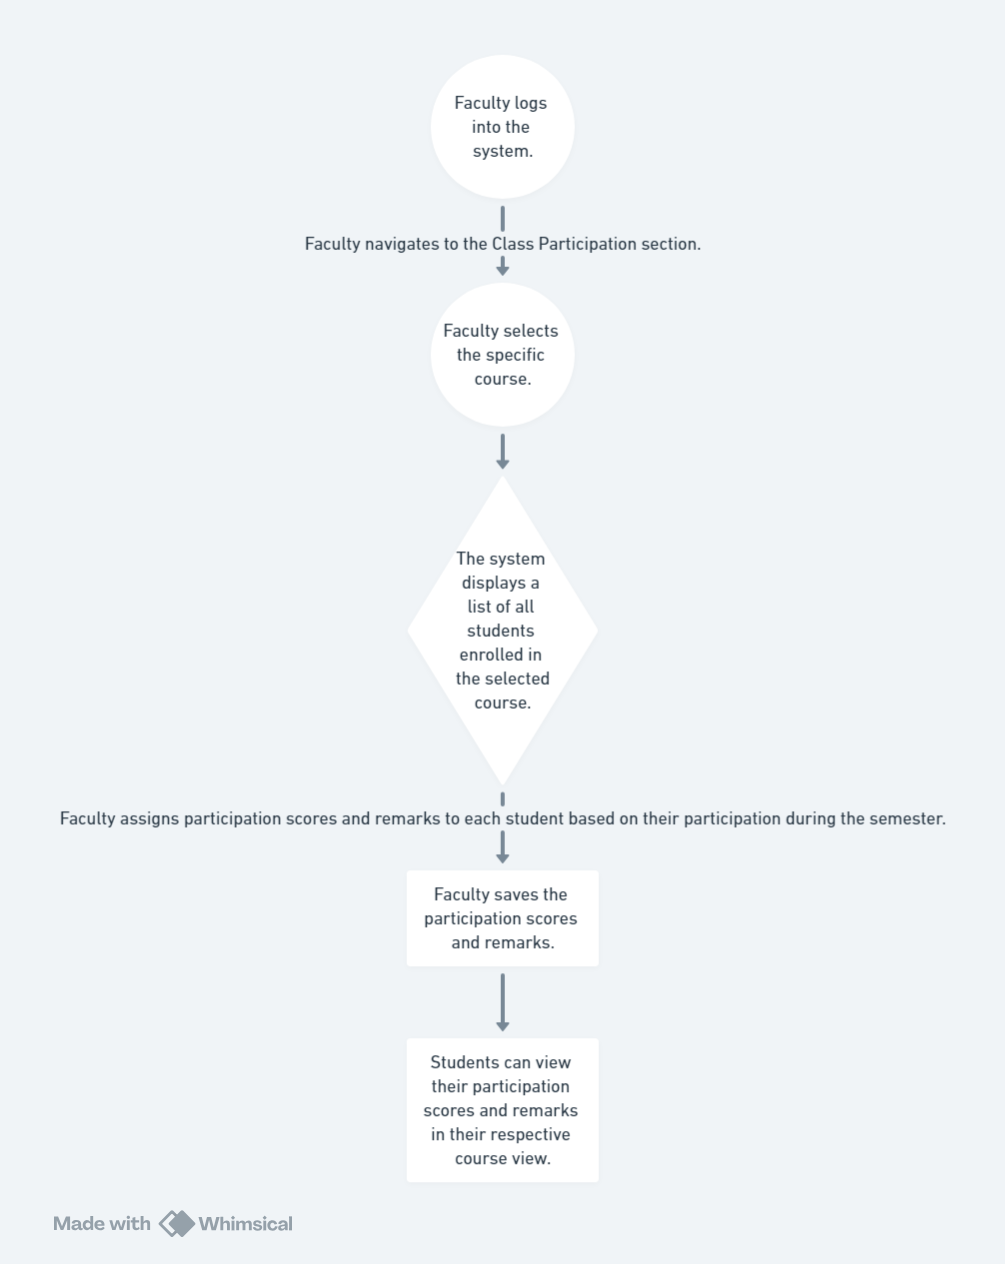 Faculty logs
into the
system.
Faculty navigates to the Class Participation section.
Faculty selects
the specific
course.
The system
displays a
list of all
students
enrolled in
the selected
course.
Faculty assigns participation scores and remarks to each student based on their participation during the semester.
Faculty saves the
participation scores
and remarks.
Students can view
their participation
scores and remarks
in their respective
course view.
Made with Whimsical